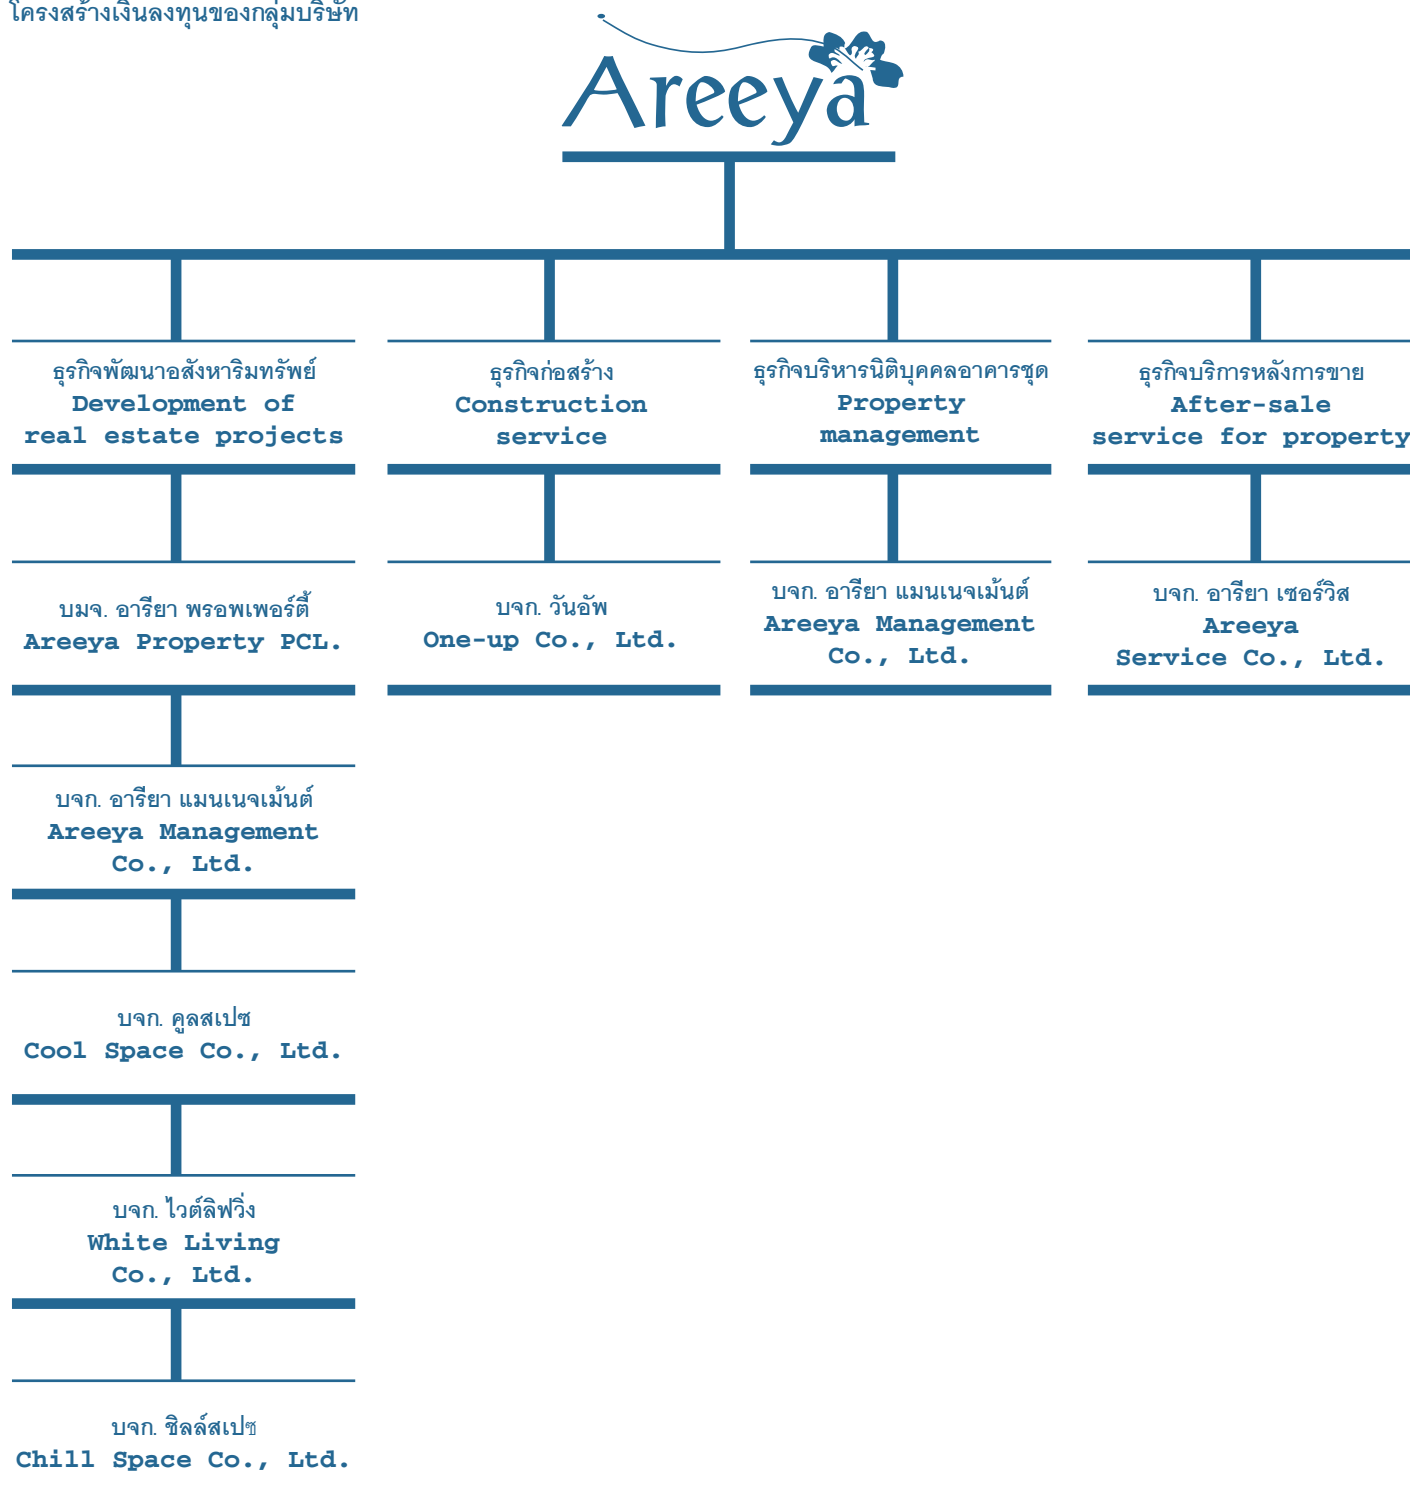 โครงสร้างเงินลงทุนของกลุ่มบริษัท
Areeya
ธุรกิจพัฒนาอสังหาริมทรัพย์
Development of
real estate projects
ธุรกิจก่อสร้าง
Construction
service
ธุรกิจบริหารนิติบุคคลอาคารชุด
Property
management
ธุรกิจบริการหลังการขาย
After-sale
service for property
บมจ. อารียา พรอพเพอร์ตี้
Areeya Property PCL.
บจก. วันอัพ
One-up Co., Ltd.
บจก. อารียา แมนเนจเม้นต์
Areeya Management
Co., Ltd.
บจก. อารียา เซอร์วิส
Areeya
Service Co., Ltd.
บจก. อารียา แมนเนจเม้นต์
Areeya Management
Co., Ltd.
บจก. คูลสเปซ
Cool Space Co., Ltd.
บจก. ไวต์ลิฟวิ่ง
White Living
Co., Ltd.
บจก. ชิลล์สเปซ
Chill Space Co., Ltd.